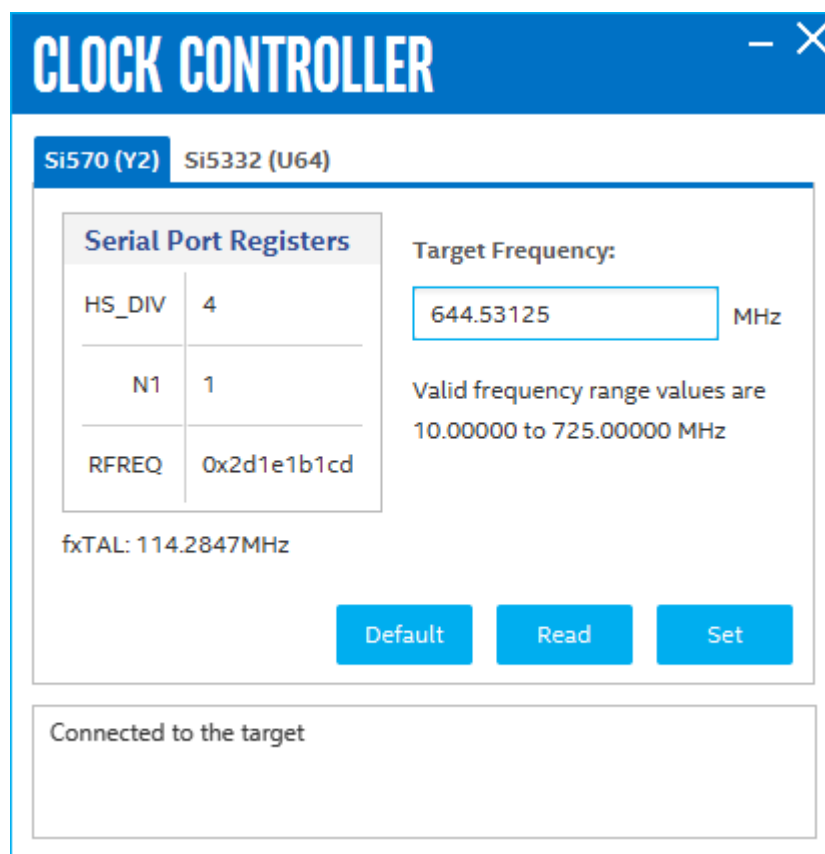 CLOCK CONTROLLER
Si570 (Y2) Si5332 (U64)
Serial Port Registers
HS_DIV 4
N1 1
RFREQ 0x2d1e1b1cd
fxTAL: 114.2847MHz
Target Frequency:
644.53125 MHz
Valid frequency range values are
10.00000 to 725.00000 MHz
Default Read Set
Connected to the target